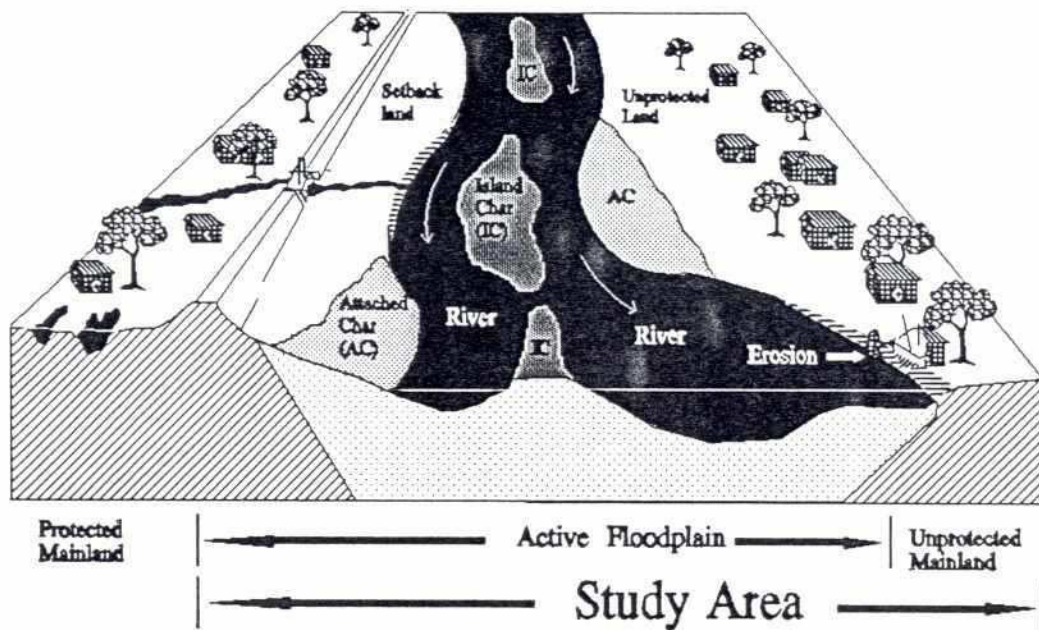 IC
Setback
land
Unprotected
Land
Island
Char
(IC)
AC
Attached
Char
(AC)
River
IC
River
Erosion
Protected
Mainland
Active Floodplain
Unprotected
Mainland
Study Area